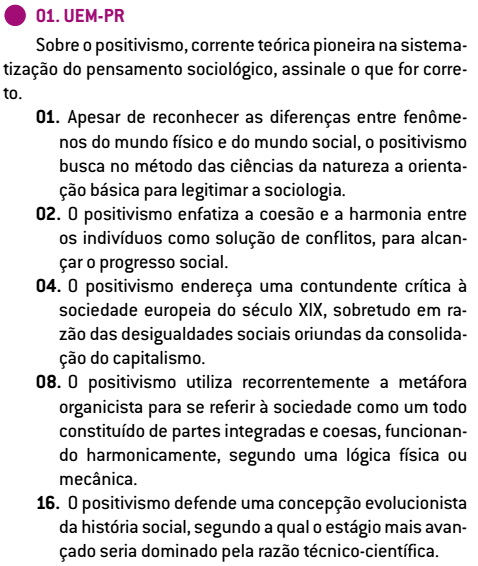 01. UEM-PR
Sobre o positivismo, corrente teórica pioneira na sistema-
tização do pensamento sociológico, assinale o que for corre-
to.
01. Apesar de reconhecer as diferenças entre fenôme-
nos do mundo físico e do mundo social, o positivismo
busca no método das ciências da natureza a orienta-
ção básica para legitimar a sociologia.
02. O positivismo enfatiza a coesão e a harmonia entre
os indivíduos como solução de conflitos, para alcan-
çar o progresso social.
04. O positivismo endereça uma contundente crítica à
sociedade europeia do século XIX, sobretudo em ra-
zão das desigualdades sociais oriundas da consolida-
ção do capitalismo.
08. O positivismo utiliza recorrentemente a metáfora
organicista para se referir à sociedade como um todo
constituído de partes integradas e coesas, funcionan-
do harmonicamente, segundo uma lógica física ou
mecânica.
16. O positivismo defende uma concepção evolucionista
da história social, segundo a qual o estágio mais avan-
çado seria dominado pela razão técnico-científica.